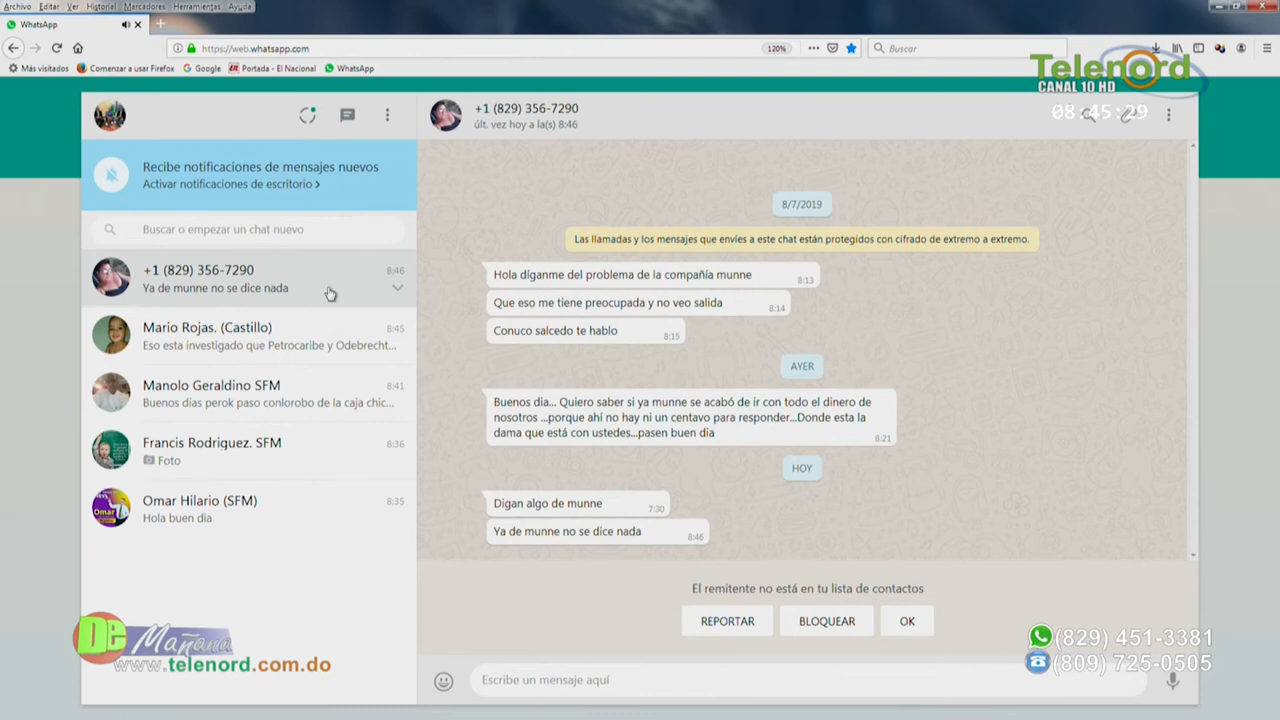 Archivo Editar Ver Historial Marcadores Herramientas Ayuda
WhatsApp
https://web.whatsapp.com
120%
Buscar
Más visitados Comenzar a usar Firefox Google Portada - El Nacional WhatsApp
Telenord
CANAL 10 HD
08:45:29
+1 (829) 356-7290
últ. vez hoy a la(s) 8:46
Recibe notificaciones de mensajes nuevos
Activar notificaciones de escritorio >
Buscar o empezar un chat nuevo
+1 (829) 356-7290 8:46
Ya de munne no se dice nada
Mario Rojas. (Castillo) 8:45
Eso esta investigado que Petrocaribe y Odebrecht...
Manolo Geraldino SFM 8:41
Buenos dias perok paso conlorobo de la caja chic...
Francis Rodriguez. SFM 8:36
Foto
Omar Hilario (SFM) 8:35
Hola buen dia
8/7/2019
Las llamadas y los mensajes que envíes a este chat están protegidos con cifrado de extremo a extremo.
Hola díganme del problema de la compañía munne 8:13
Que eso me tiene preocupada y no veo salida 8:14
Conuco salcedo te hablo 8:15
AYER
Buenos dia... Quiero saber si ya munne se acabó de ir con todo el dinero de
nosotros ...porque ahí no hay ni un centavo para responder...Donde esta la
dama que está con ustedes...pasen buen dia 8:21
HOY
Digan algo de munne 7:30
Ya de munne no se dice nada 8:46
El remitente no está en tu lista de contactos
REPORTAR BLOQUEAR OK
Escribe un mensaje aquí
De Mañana
www.telenord.com.do
(829) 451-3381
(809) 725-0505